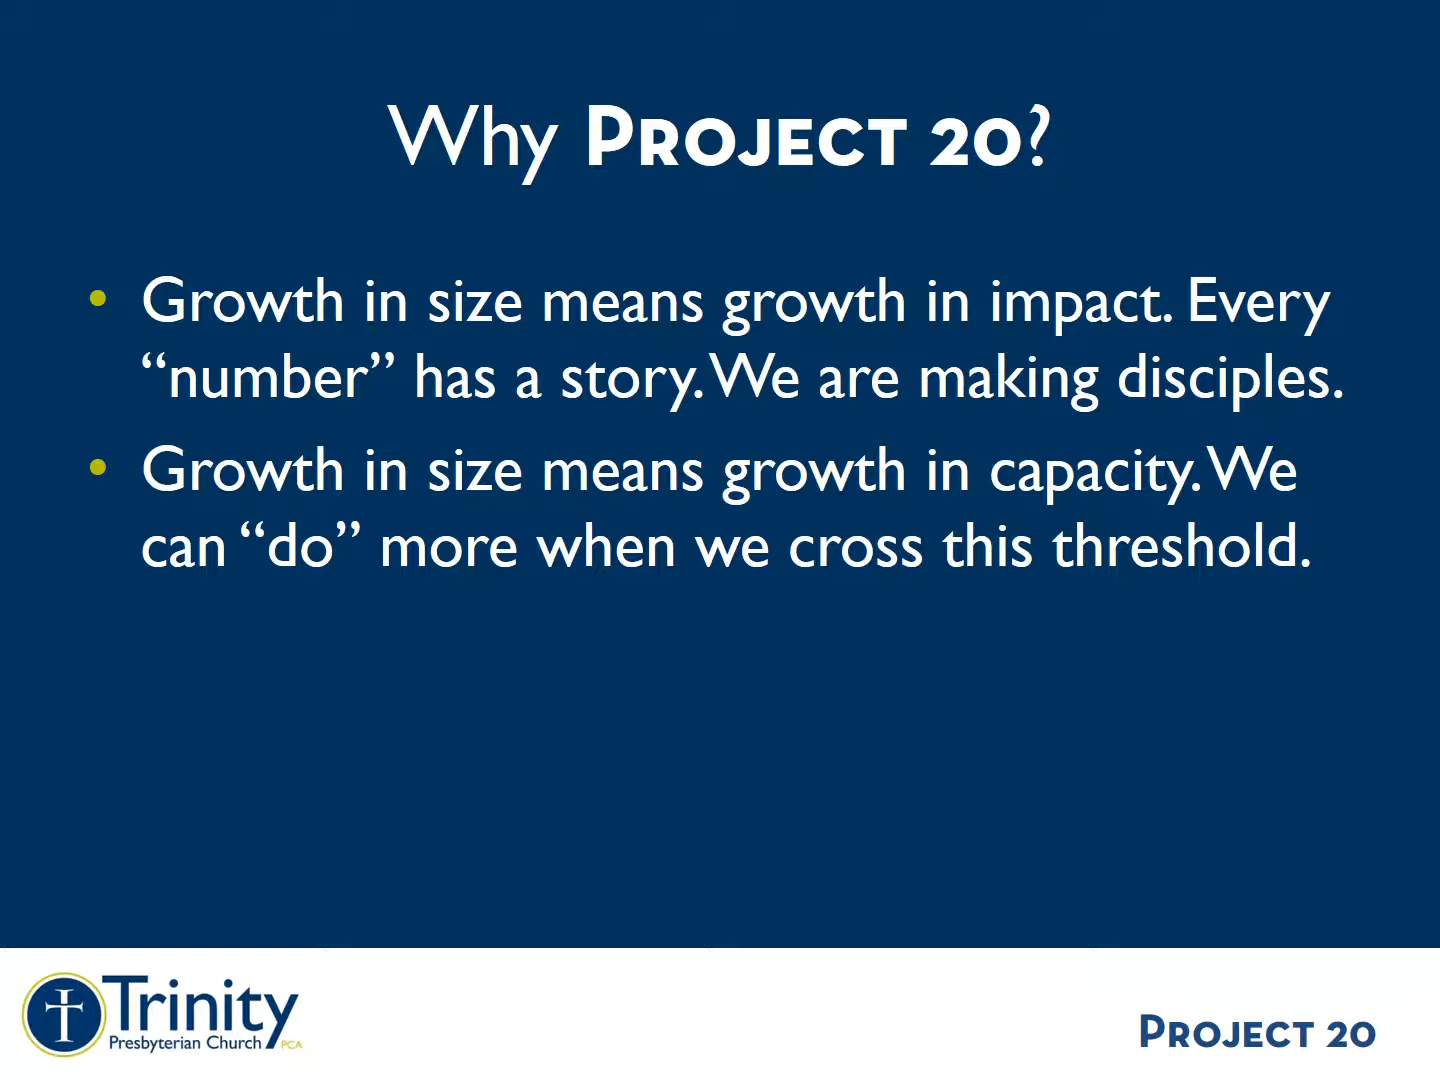 Why PROJECT 20?
• Growth in size means growth in impact. Every
“number” has a story. We are making disciples.
• Growth in size means growth in capacity. We
can “do” more when we cross this threshold.
Trinity
Presbyterian Church PCA
PROJECT 20